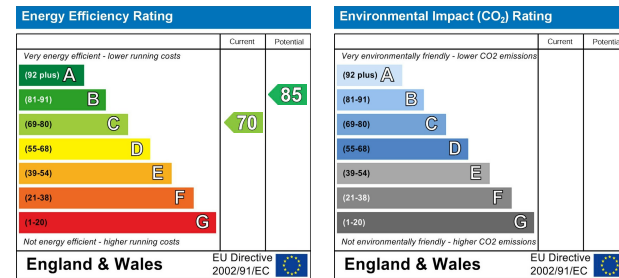 Energy Efficiency Rating
Current Potential
Very energy efficient - lower running costs
(92 plus) A
(81-91) B
85
(69-80) C
70
(55-68) D
(39-54) E
(21-38) F
(1-20) G
Not energy efficient - higher running costs
England & Wales
EU Directive
2002/91/EC
Environmental Impact (CO₂) Rating
Current Potentia
Very environmentally friendly - lower CO2 emissions
(92 plus) A
(81-91) B
(69-80) C
(55-68) D
(39-54) E
(21-38) F
(1-20) G
Not environmentally friendly - higher CO2 emissions
England & Wales
EU Directive
2002/91/EC